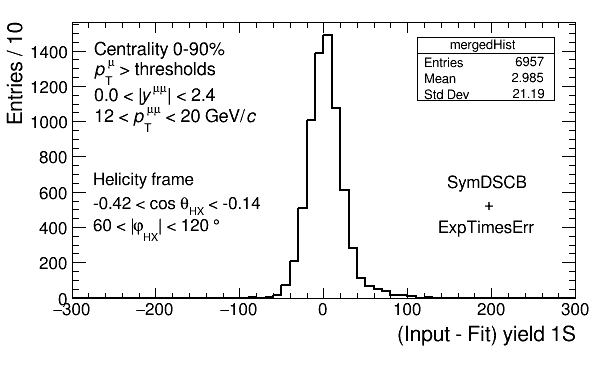 Entries / 10
1400
1200
1000
800
600
400
200
0
−300
−200
−100
0
100
200
300
(Input - Fit) yield 1S
Centrality 0-90%
p_T^μ > thresholds
0.0 < |y^μμ| < 2.4
12 < p_T^μμ < 20 GeV/c
Helicity frame
-0.42 < cos θ_HX < -0.14
60 < |φ_HX| < 120 °
mergedHist
Entries 6957
Mean 2.985
Std Dev 21.19
SymDSCB
+
ExpTimesErr